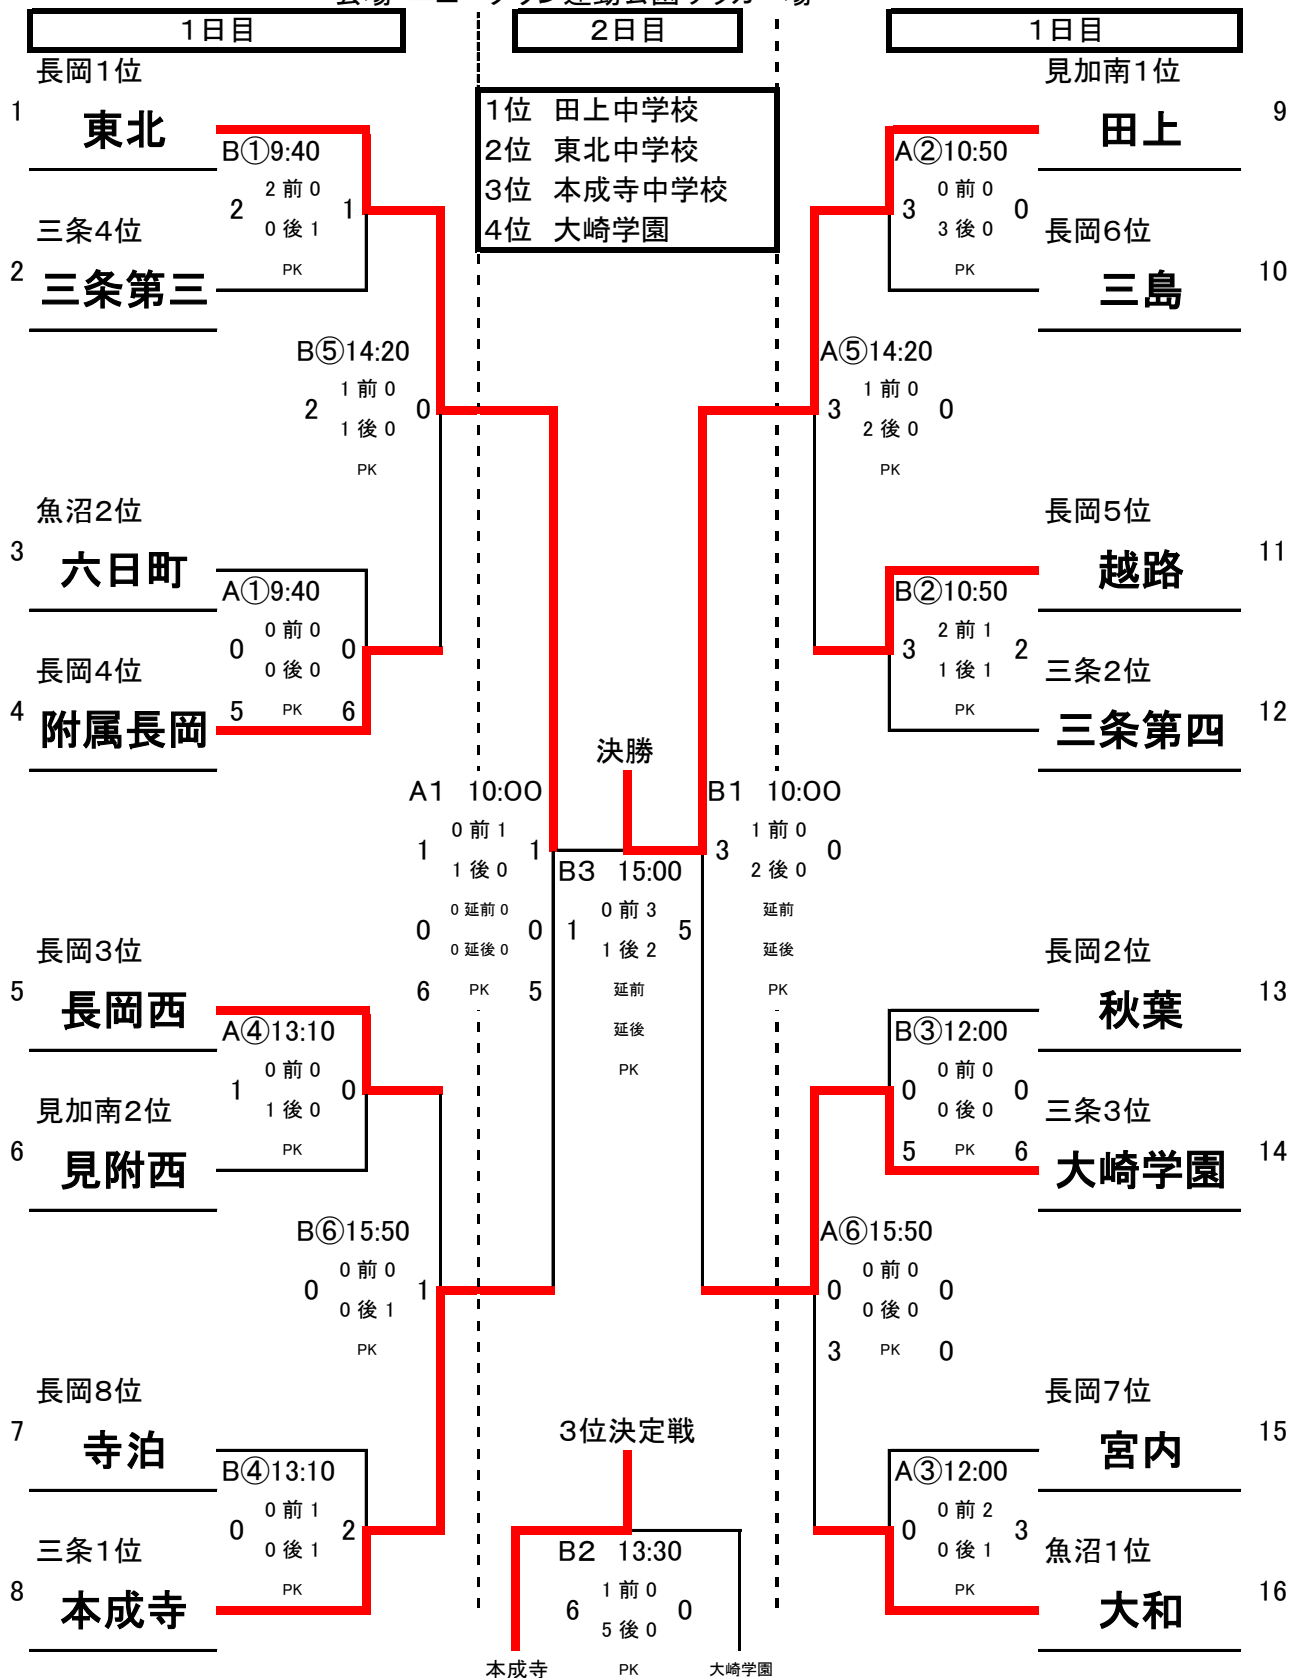 1日目
2日目
1日目
1位 田上中学校
2位 東北中学校
3位 本成寺中学校
4位 大崎学園
長岡1位
1 東北
B①9:40
2 前 0
2 1
0 後 1
PK
三条4位
2 三条第三
B⑤14:20
1 前 0
2 0
1 後 0
PK
魚沼2位
3 六日町
A①9:40
0 前 0
0 0
0 後 0
5 PK 6
長岡4位
4 附属長岡
A1 10:00
0 前 1
1 1
1 後 0
0 延前 0
0 0
0 延後 0
6 PK 5
長岡3位
5 長岡西
A④13:10
0 前 0
1 0
1 後 0
PK
見加南2位
6 見附西
B⑥15:50
0 前 0
0 1
0 後 1
PK
長岡8位
7 寺泊
B④13:10
0 前 1
0 2
0 後 1
PK
三条1位
8 本成寺
決勝
B3 15:00
0 前 3
1 5
1 後 2
延前
延後
PK
3位決定戦
B2 13:30
1 前 0
6 0
5 後 0
本成寺 PK 大崎学園
見加南1位
田上 9
A②10:50
0 前 0
3 0
3 後 0
PK
長岡6位
三島 10
A⑤14:20
1 前 0
3 0
2 後 0
PK
長岡5位
越路 11
B②10:50
2 前 1
3 2
1 後 1
PK
三条2位
三条第四 12
B1 10:00
1 前 0
3 0
2 後 0
延前
延後
PK
長岡2位
秋葉 13
B③12:00
0 前 0
0 0
0 後 0
5 PK 6
三条3位
大崎学園 14
A⑥15:50
0 前 0
0 0
0 後 0
3 PK 0
長岡7位
宮内 15
A③12:00
0 前 2
0 3
0 後 1
PK
魚沼1位
大和 16